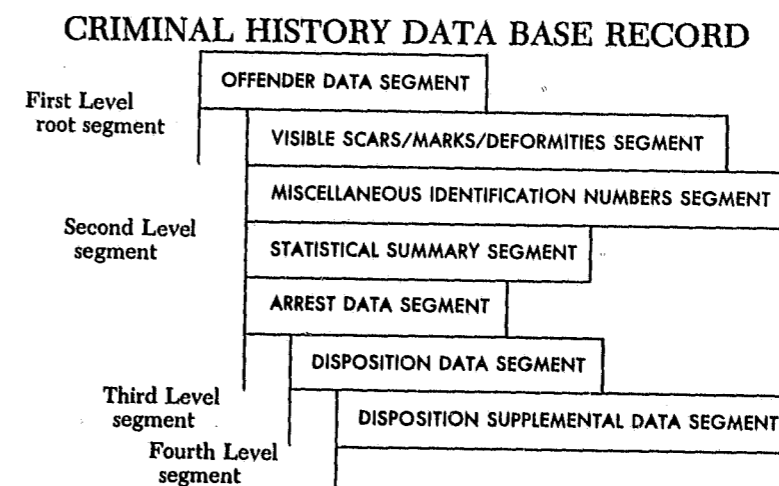 CRIMINAL HISTORY DATA BASE RECORD
OFFENDER DATA SEGMENT
First Level
root segment
VISIBLE SCARS/MARKS/DEFORMITIES SEGMENT
MISCELLANEOUS IDENTIFICATION NUMBERS SEGMENT
Second Level
segment
STATISTICAL SUMMARY SEGMENT
ARREST DATA SEGMENT
DISPOSITION DATA SEGMENT
Third Level
segment
DISPOSITION SUPPLEMENTAL DATA SEGMENT
Fourth Level
segment